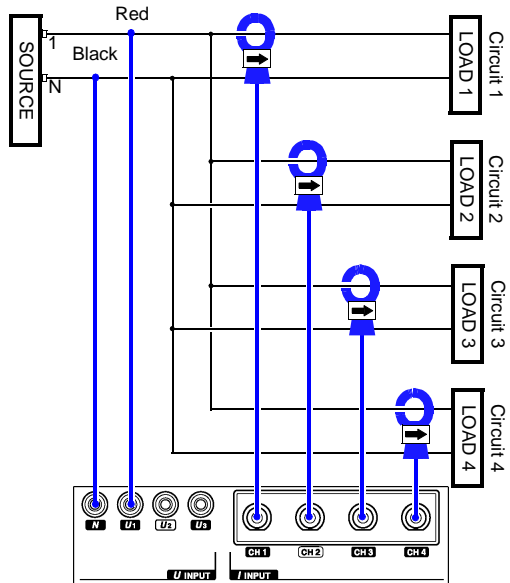 Red
Black
SOURCE
1
N
LOAD 1
Circuit 1
LOAD 2
Circuit 2
LOAD 3
Circuit 3
LOAD 4
Circuit 4
N
U1
U2
U3
CH 1
CH 2
CH 3
CH 4
U INPUT
I INPUT